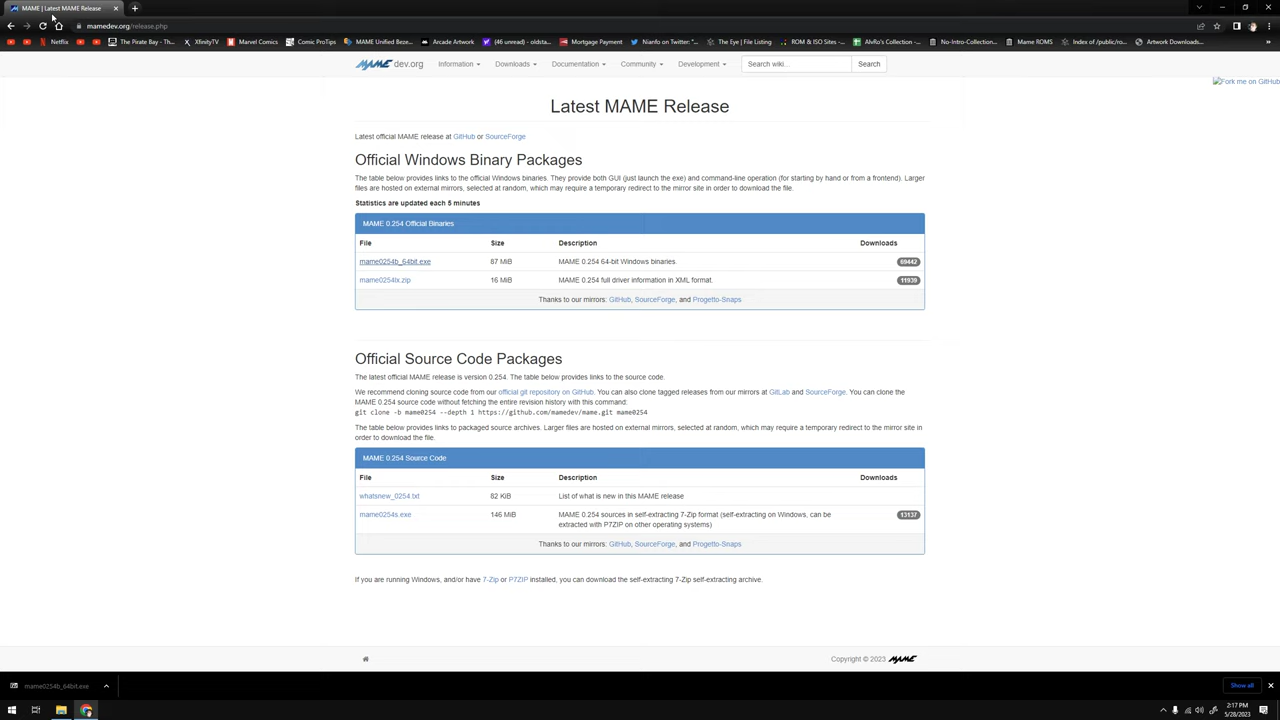 MAME | Latest MAME Release
mamedev.org/release.php
Netflix
The Pirate Bay - Th...
XfinityTV
Marvel Comics
Comic ProTips
MAME Unified Beze...
Arcade Artwork
(46 unread) - oldsta...
Mortgage Payment
Nianfo on Twitter: "...
The Eye | File Listing
ROM & ISO Sites -...
AlvRo's Collection -...
No-Intro-Collection...
Mame ROMS
Index of /public/ro...
Artwork Downloads...
MAME dev.org
Information
Downloads
Documentation
Community
Development
Search wiki...
Search
Fork me on GitHub
Latest MAME Release
Latest official MAME release at GitHub or SourceForge
Official Windows Binary Packages
The table below provides links to the official Windows binaries. They provide both GUI (just launch the exe) and command-line operation (for starting by hand or from a frontend). Larger
files are hosted on external mirrors, selected at random, which may require a temporary redirect to the mirror site in order to download the file.
Statistics are updated each 5 minutes
MAME 0.254 Official Binaries
File Size Description Downloads
mame0254b_64bit.exe 87 MiB MAME 0.254 64-bit Windows binaries. 69442
mame0254lx.zip 16 MiB MAME 0.254 full driver information in XML format. 11939
Thanks to our mirrors: GitHub, SourceForge, and Progetto-Snaps
Official Source Code Packages
The latest official MAME release is version 0.254. The table below provides links to the source code.
We recommend cloning source code from our official git repository on GitHub. You can also clone tagged releases from our mirrors at GitLab and SourceForge. You can clone the
MAME 0.254 source code without fetching the entire revision history with this command:
git clone -b mame0254 --depth 1 https://github.com/mamedev/mame.git mame0254
The table below provides links to packaged source archives. Larger files are hosted on external mirrors, selected at random, which may require a temporary redirect to the mirror site in
order to download the file.
MAME 0.254 Source Code
File Size Description Downloads
whatsnew_0254.txt 82 KiB List of what is new in this MAME release
mame0254s.exe 146 MiB MAME 0.254 sources in self-extracting 7-Zip format (self-extracting on Windows, can be 13137
extracted with P7ZIP on other operating systems)
Thanks to our mirrors: GitHub, SourceForge, and Progetto-Snaps
If you are running Windows, and/or have 7-Zip or P7ZIP installed, you can download the self-extracting 7-Zip self-extracting archive.
Copyright © 2023 MAME
mame0254b_64bit.exe
Show all
2:17 PM
5/28/2023